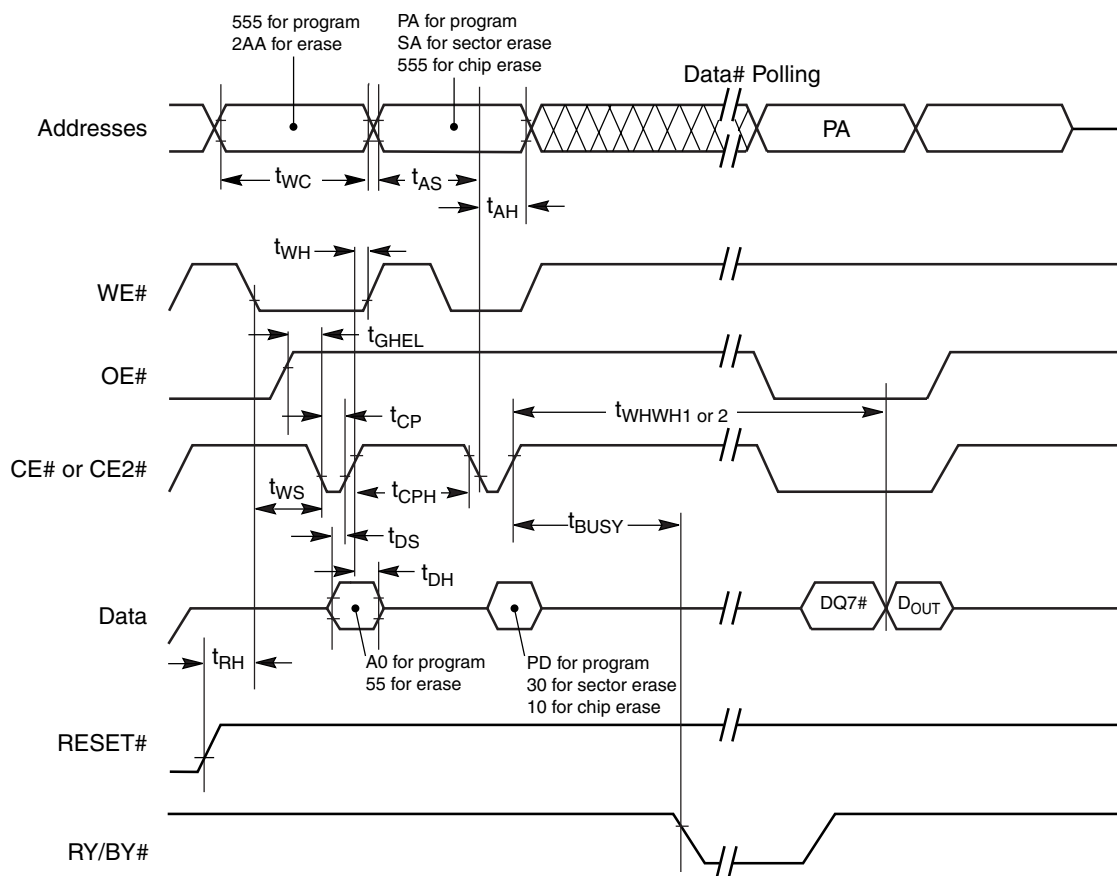 555 for program
2AA for erase
PA for program
SA for sector erase
555 for chip erase
Data# Polling
Addresses
PA
tWC
tAS
tAH
tWH
WE#
tGHEL
OE#
tWHWH1 or 2
tCP
CE# or CE2#
tWS
tCPH
tBUSY
tDS
tDH
Data
DQ7#
DOUT
tRH
A0 for program
55 for erase
PD for program
30 for sector erase
10 for chip erase
RESET#
RY/BY#